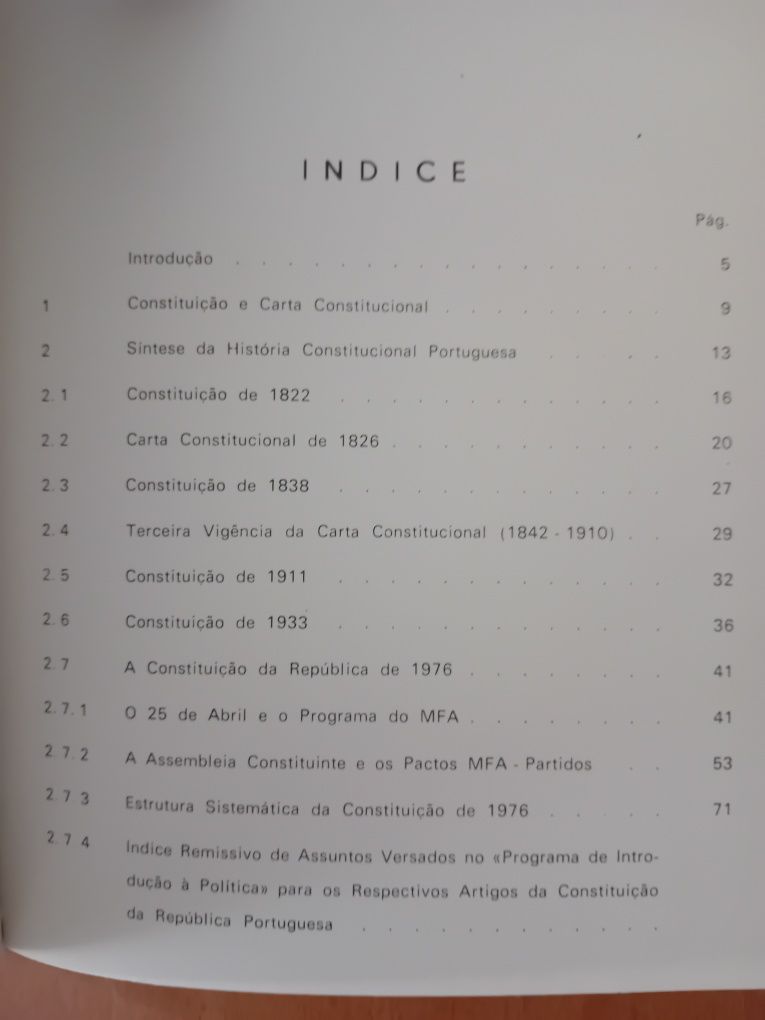 INDICE
Pág.
Introdução . . . . . . . . . . . . . . . . . 5
1 Constituição e Carta Constitucional . . . . . . . . . 9
2 Síntese da História Constitucional Portuguesa . . . . . 13
2.1 Constituição de 1822 . . . . . . . . . . . . . 16
2.2 Carta Constitucional de 1826 . . . . . . . . . . . 20
2.3 Constituição de 1838 . . . . . . . . . . . . . 27
2.4 Terceira Vigência da Carta Constitucional (1842-1910) . . 29
2.5 Constituição de 1911 . . . . . . . . . . . . . 32
2.6 Constituição de 1933 . . . . . . . . . . . . . 36
2.7 A Constituição da República de 1976 . . . . . . . . 41
2.7.1 O 25 de Abril e o Programa do MFA . . . . . . . . 41
2.7.2 A Assembleia Constituinte e os Pactos MFA-Partidos . . 53
2.7.3 Estrutura Sistemática da Constituição de 1976 . . . . . 71
2.7.4 Índice Remissivo de Assuntos Versados no «Programa de Intro-
dução à Política» para os Respectivos Artigos da Constituição
da República Portuguesa . . . . . . . . . . . .